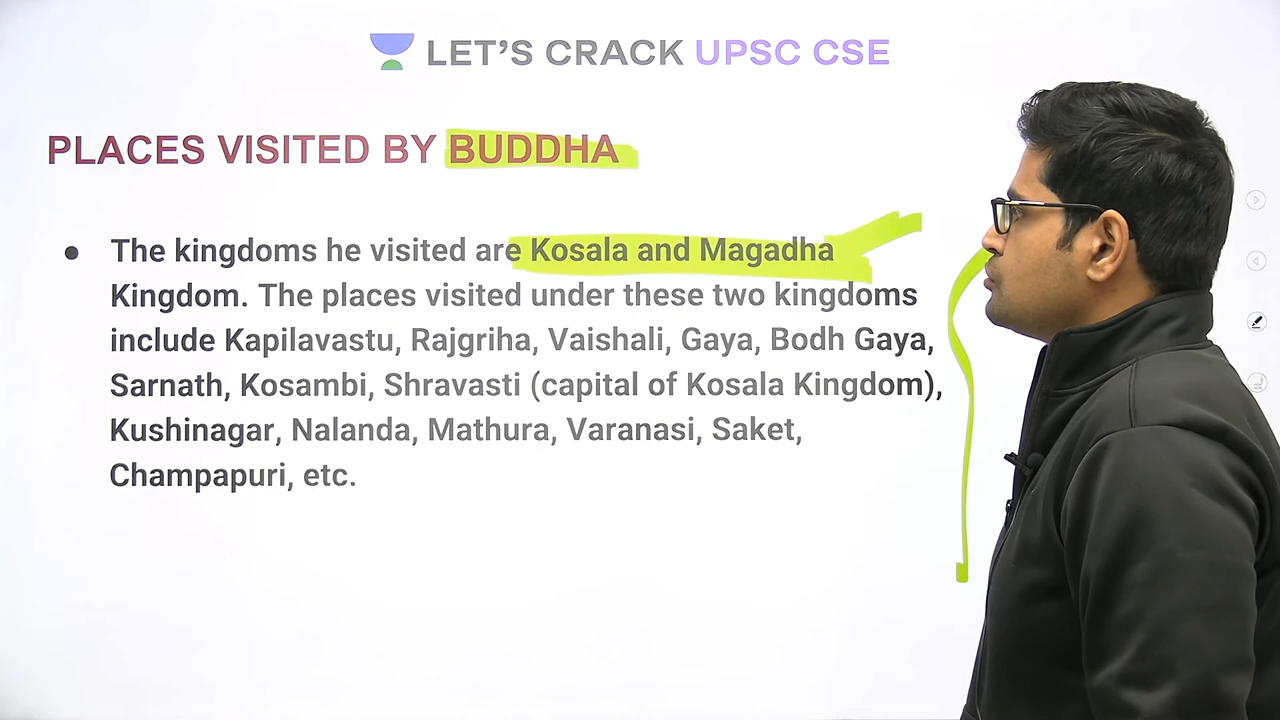 LET'S CRACK UPSC CSE
PLACES VISITED BY BUDDHA
● The kingdoms he visited are Kosala and Magadha
Kingdom. The places visited under these two kingdoms
include Kapilavastu, Rajgriha, Vaishali, Gaya, Bodh Gaya,
Sarnath, Kosambi, Shravasti (capital of Kosala Kingdom),
Kushinagar, Nalanda, Mathura, Varanasi, Saket,
Champapuri, etc.